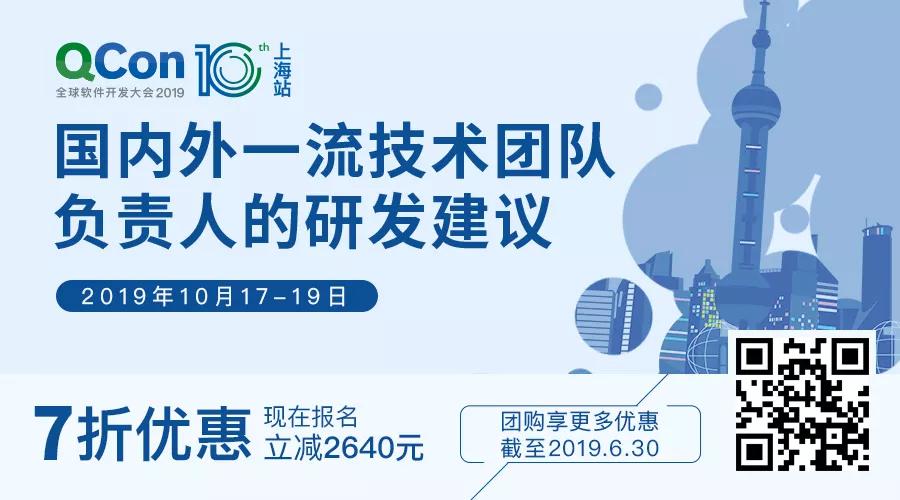 QCon 10th 上海站
全球软件开发大会2019
国内外一流技术团队
负责人的研发建议
2019年10月17-19日
7折优惠
现在报名
立减2640元
团购享更多优惠
截至2019.6.30